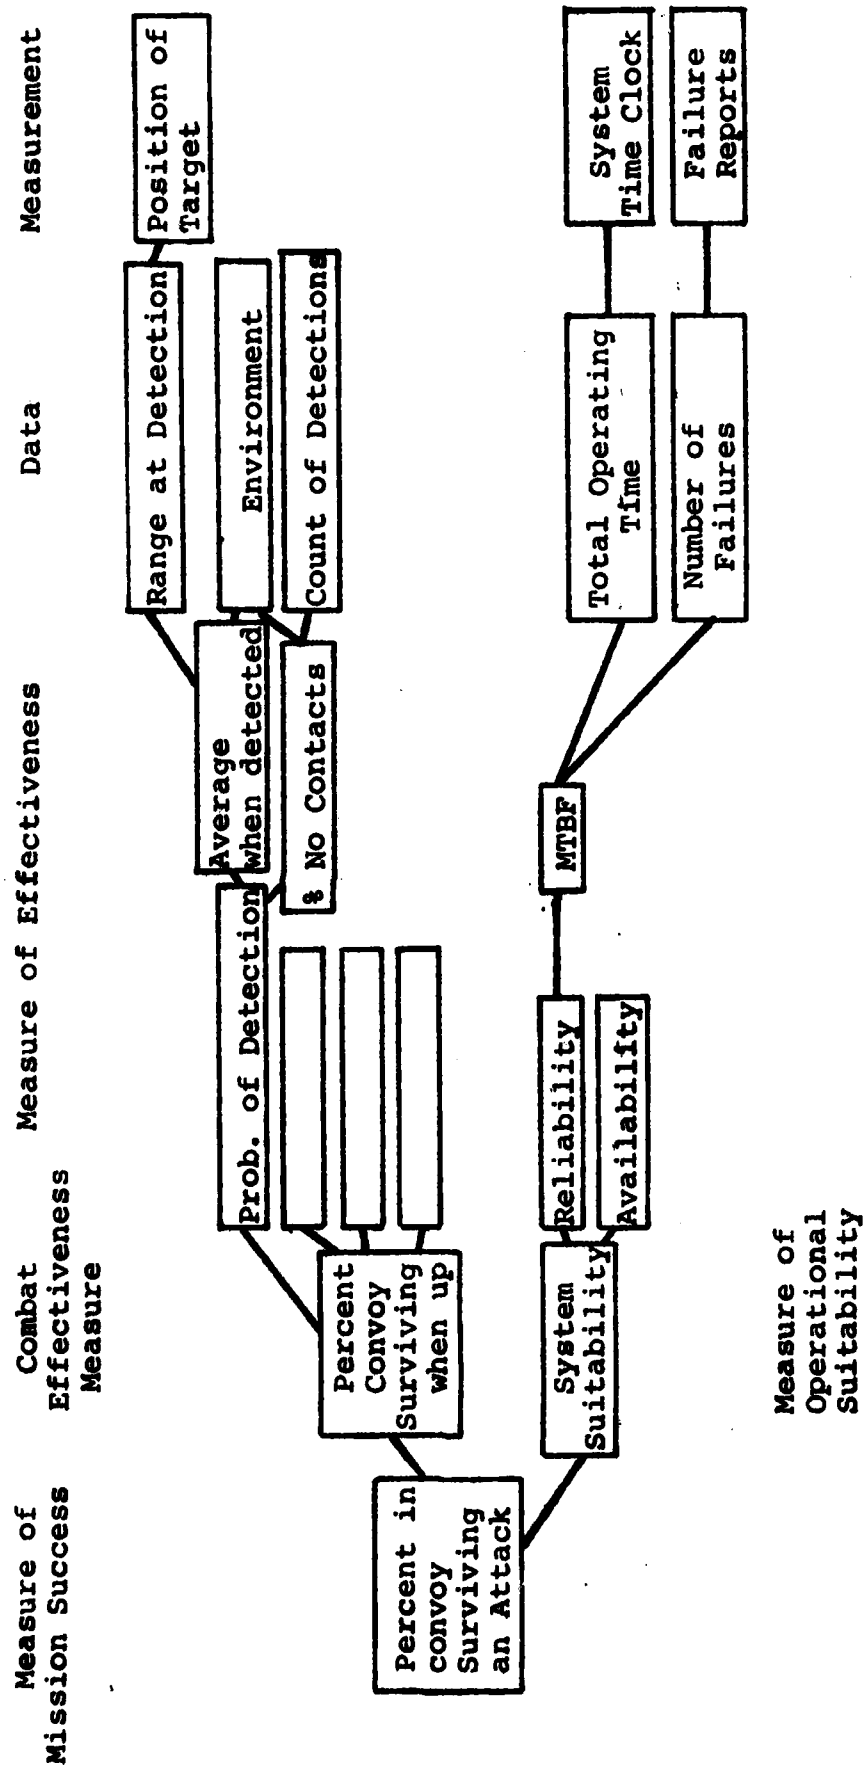 Measure of
Mission Success
Combat
Effectiveness
Measure
Measure of Effectiveness
Data
Measurement
Percent in
convoy
Surviving
an Attack
Percent
Convoy
Surviving
when up
Prob. of Detection
Average
when detected
% No Contacts
Range at Detection
Environment
Count of Detections
Position of
Target
System
Suitability
Reliability
Availability
MTBF
Total Operating
Time
Number of
Failures
System
Time Clock
Failure
Reports
Measure of
Operational
Suitability